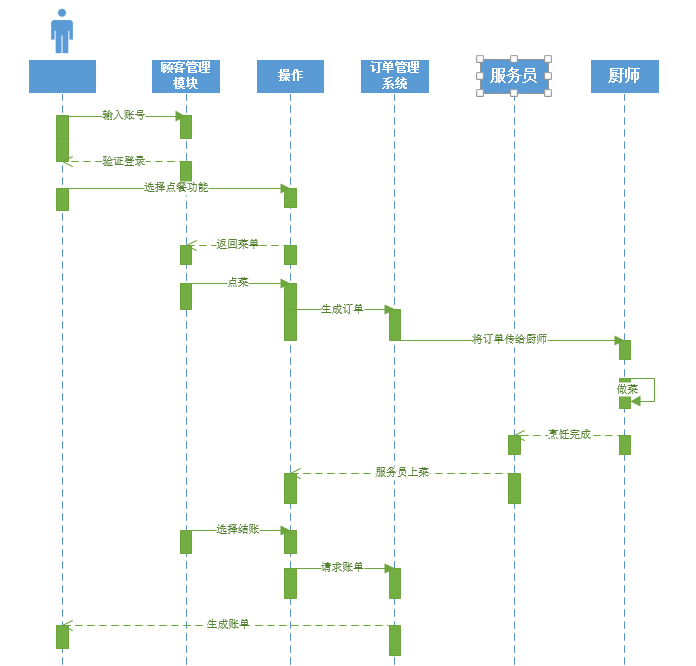 顾客管理
模块
操作
订单管理
系统
服务员
厨师
输入账号
验证登录
选择点餐功能
返回菜单
点菜
生成订单
将订单传给厨师
做菜
烹饪完成
服务员上菜
选择结账
请求账单
生成账单